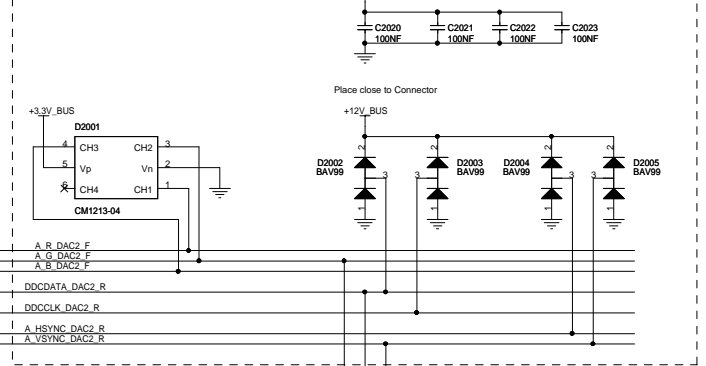 C2020 C2021 C2022 C2023
100NF 100NF 100NF 100NF
Place close to Connector
+3.3V_BUS +12V_BUS
D2001
4 CH3 CH2 3
5 Vp Vn 2
6 CH4 CH1 1
CM1213-04
2 2 2 2
D2002 D2003 D2004 D2005
BAV99 BAV99 BAV99 BAV99
3 3 3 3
1 1 1 1
A_R_DAC2_F
A_G_DAC2_F
A_B_DAC2_F
DDCDATA_DAC2_R
DDCCLK_DAC2_R
A_HSYNC_DAC2_R
A_VSYNC_DAC2_R